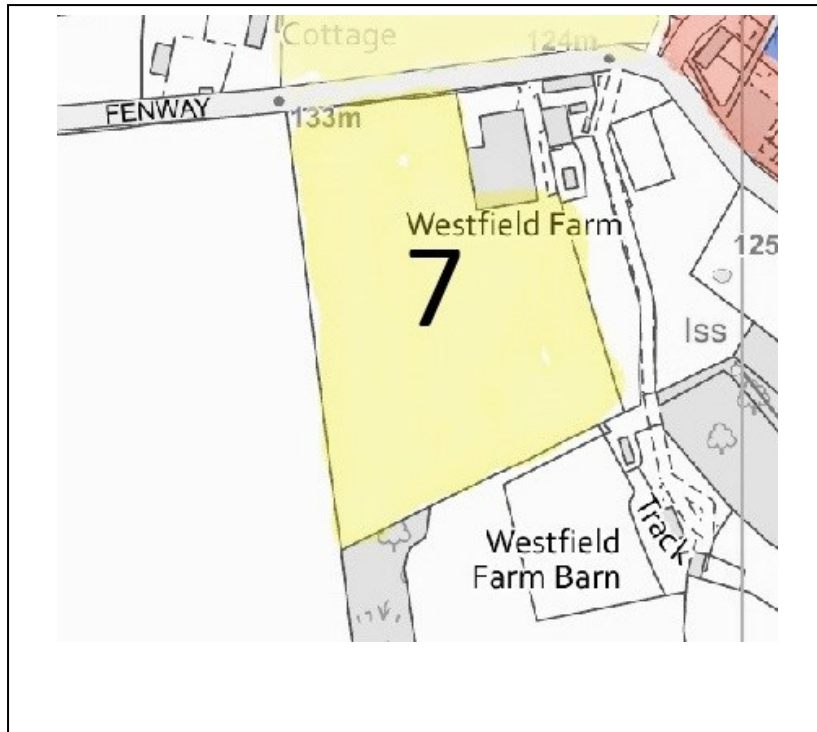 Cottage
124m
FENWAY
133m
Westfield Farm
7
125
Iss
Track
Westfield
Farm Barn